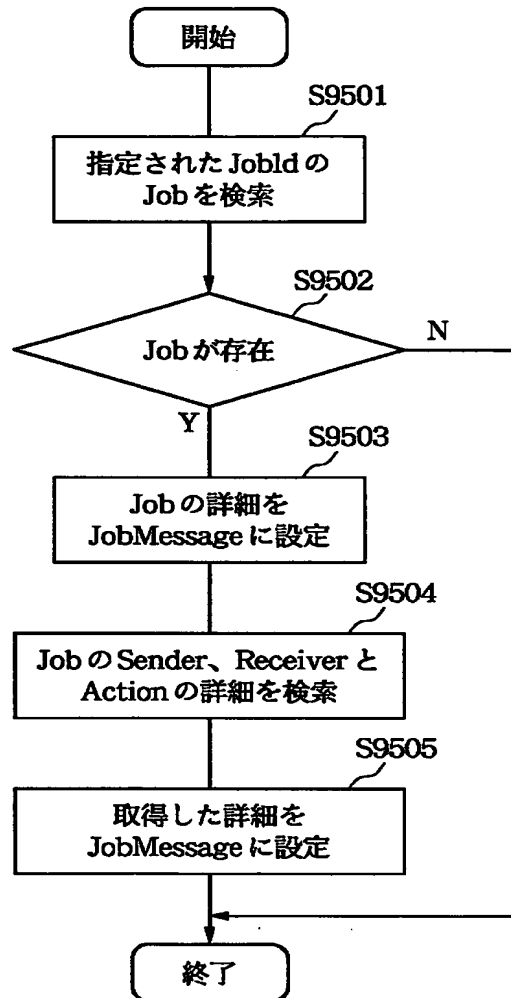 開始
S9501
指定されたJobIdの
Jobを検索
S9502
Jobが存在
N
Y
S9503
Jobの詳細を
JobMessageに設定
S9504
JobのSender、Receiverと
Actionの詳細を検索
S9505
取得した詳細を
JobMessageに設定
終了